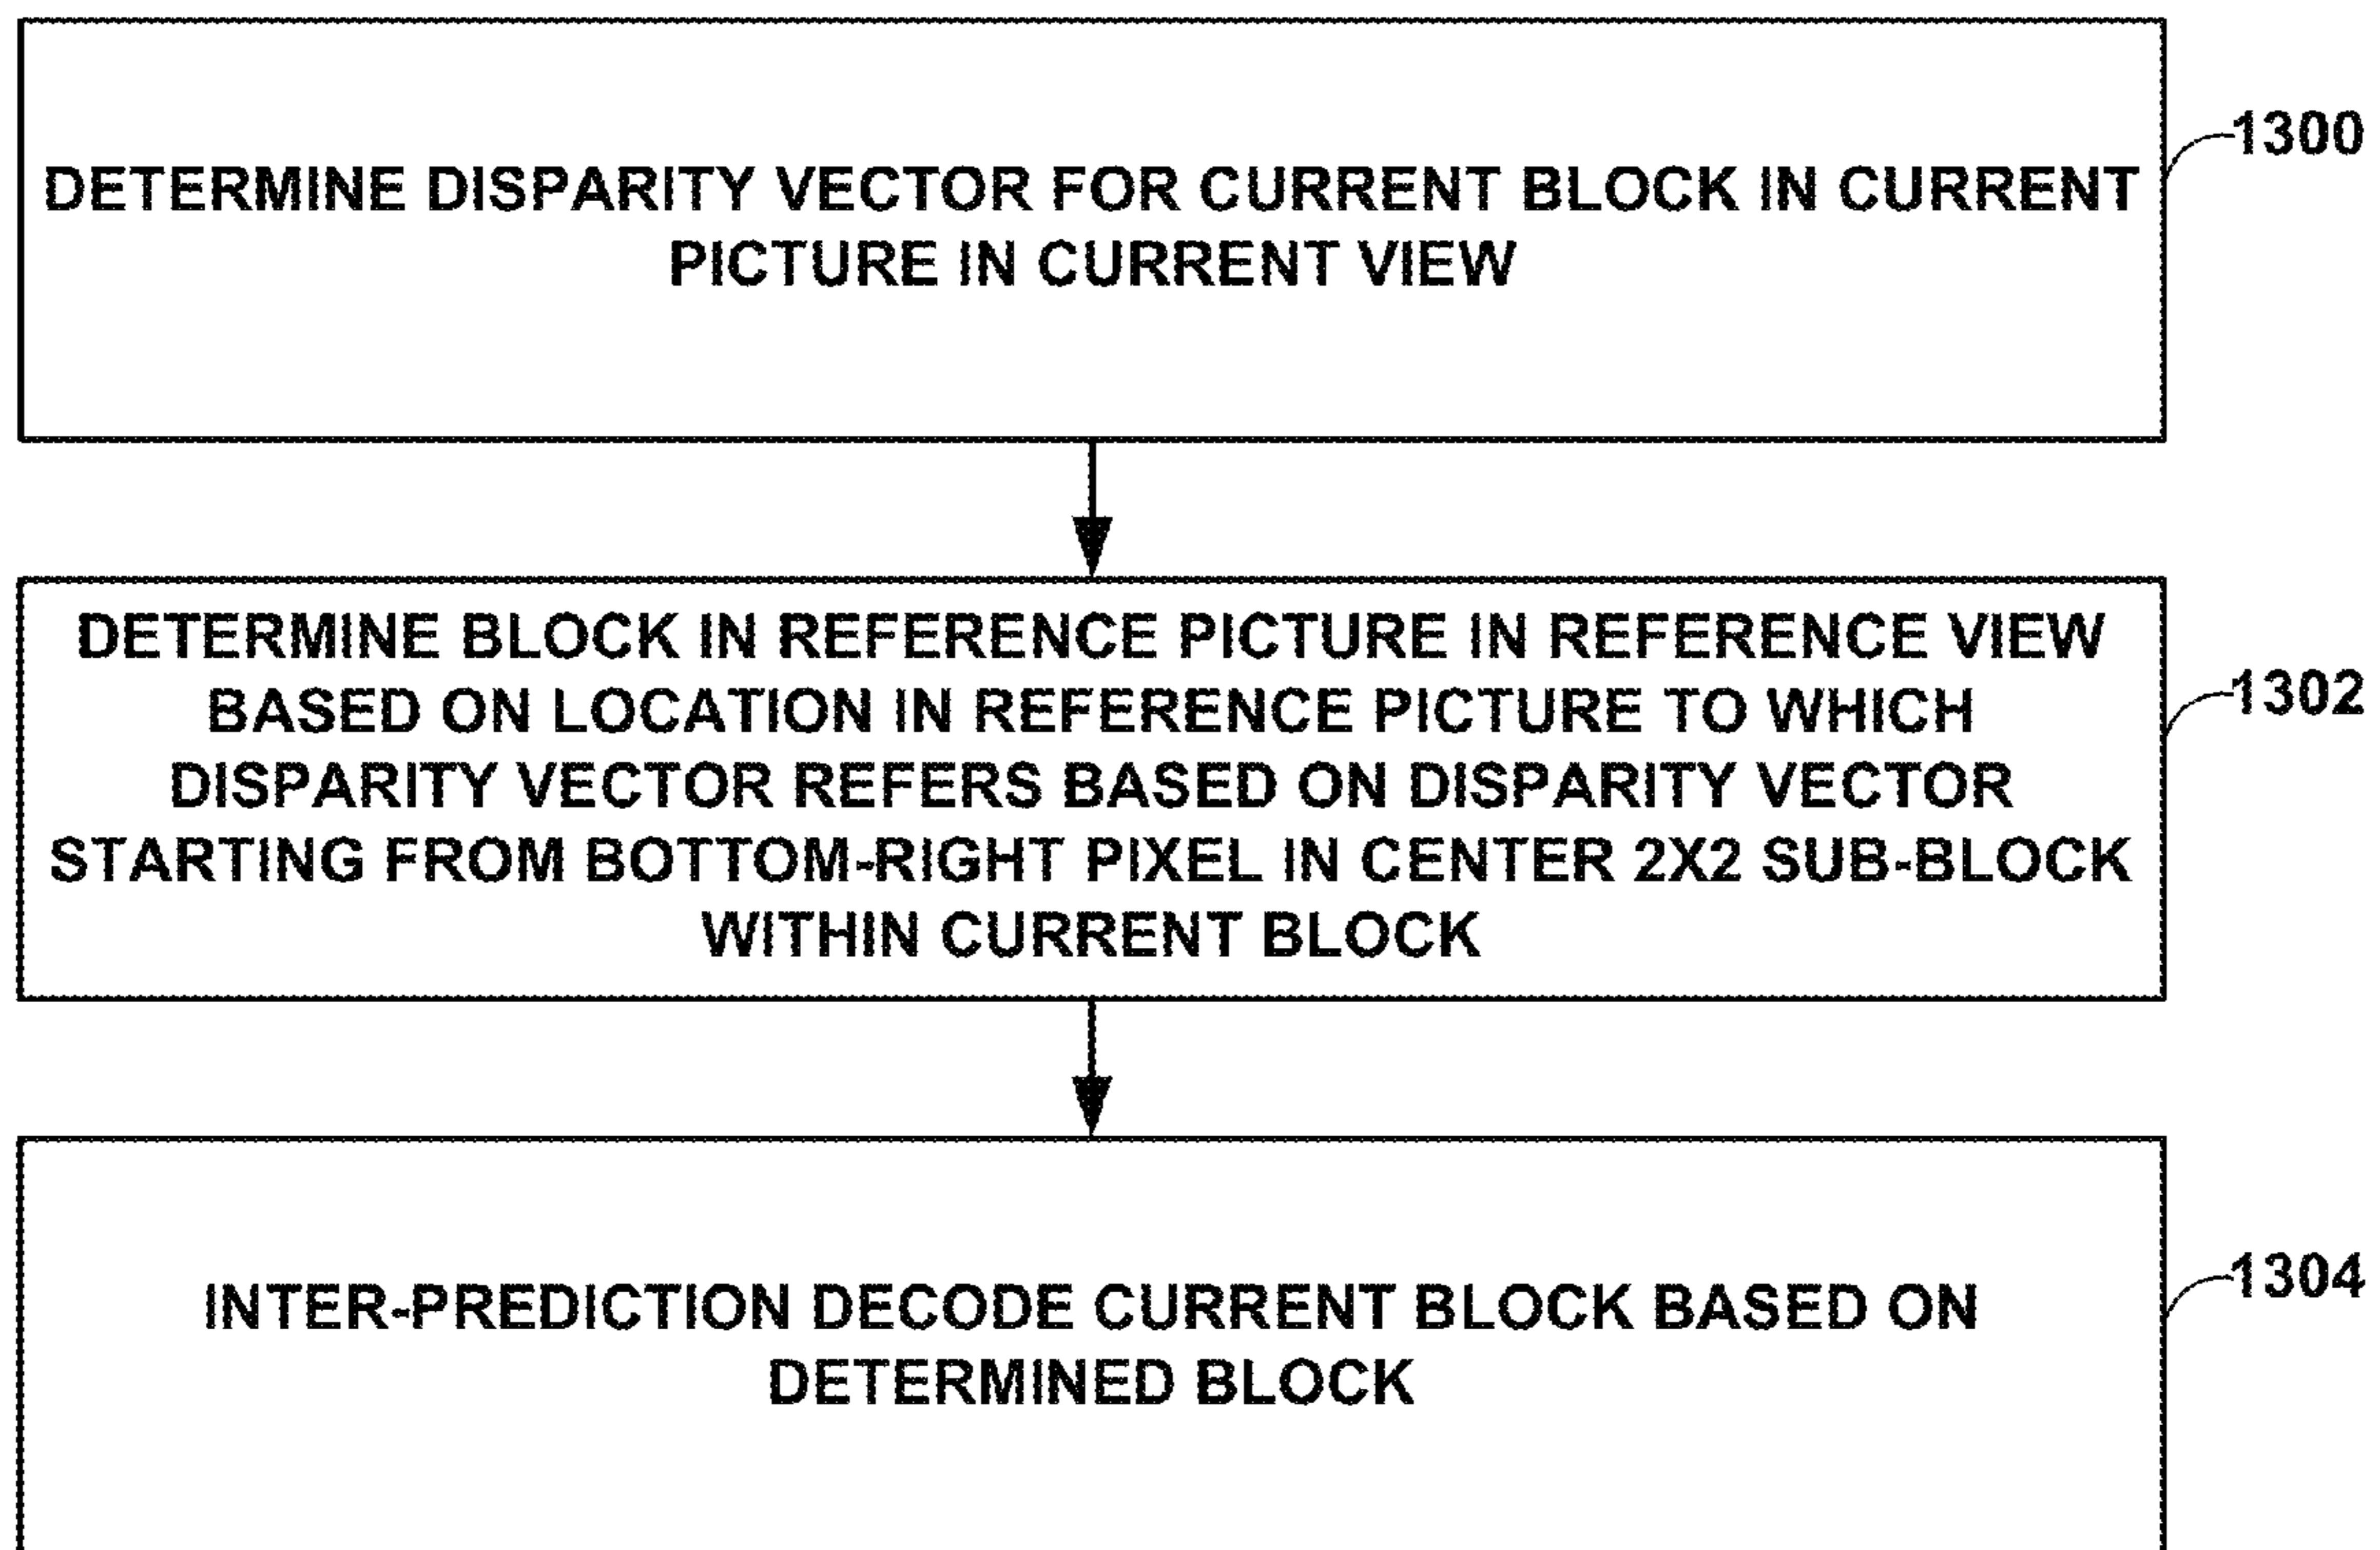 1300
DETERMINE DISPARITY VECTOR FOR CURRENT BLOCK IN CURRENT
PICTURE IN CURRENT VIEW
DETERMINE BLOCK IN REFERENCE PICTURE IN REFERENCE VIEW
1302
BASED ON LOCATION IN REFERENCE PICTURE TO WHICH
DISPARITY VECTOR REFERS BASED ON DISPARITY VECTOR
STARTING FROM BOTTOM-RIGHT PIXEL IN CENTER 2X2 SUB-BLOCK
WITHIN CURRENT BLOCK
1304
INTER-PREDICTION DECODE CURRENT BLOCK BASED ON
DETERMINED BLOCK